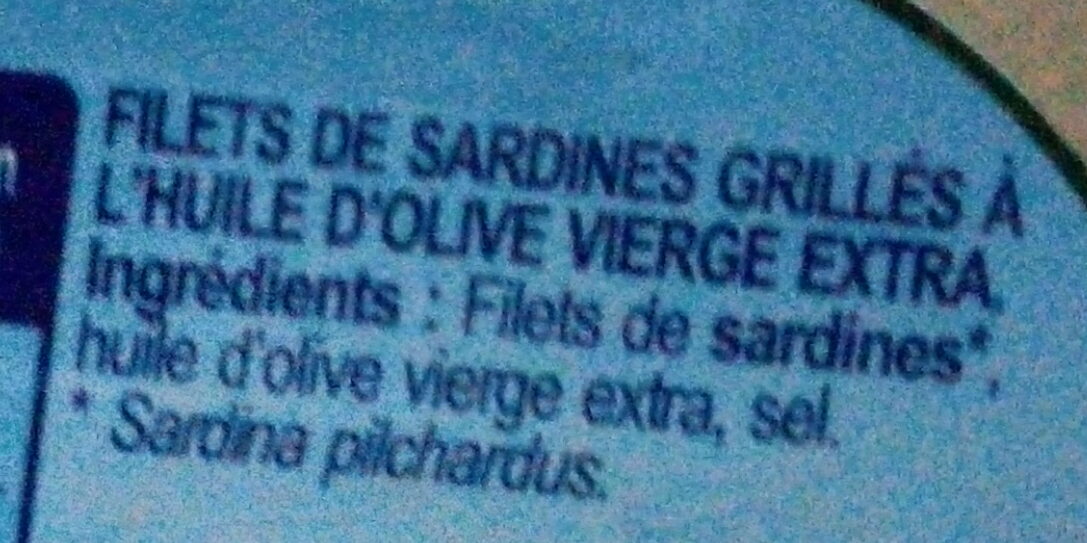 FILETS DE SARDINES GRILLÉS À
L'HUILE D'OLIVE VIERGE EXTRA.
Ingrédients : Filets de sardines*,
huile d'olive vierge extra, sel.
* Sardina pilchardus.